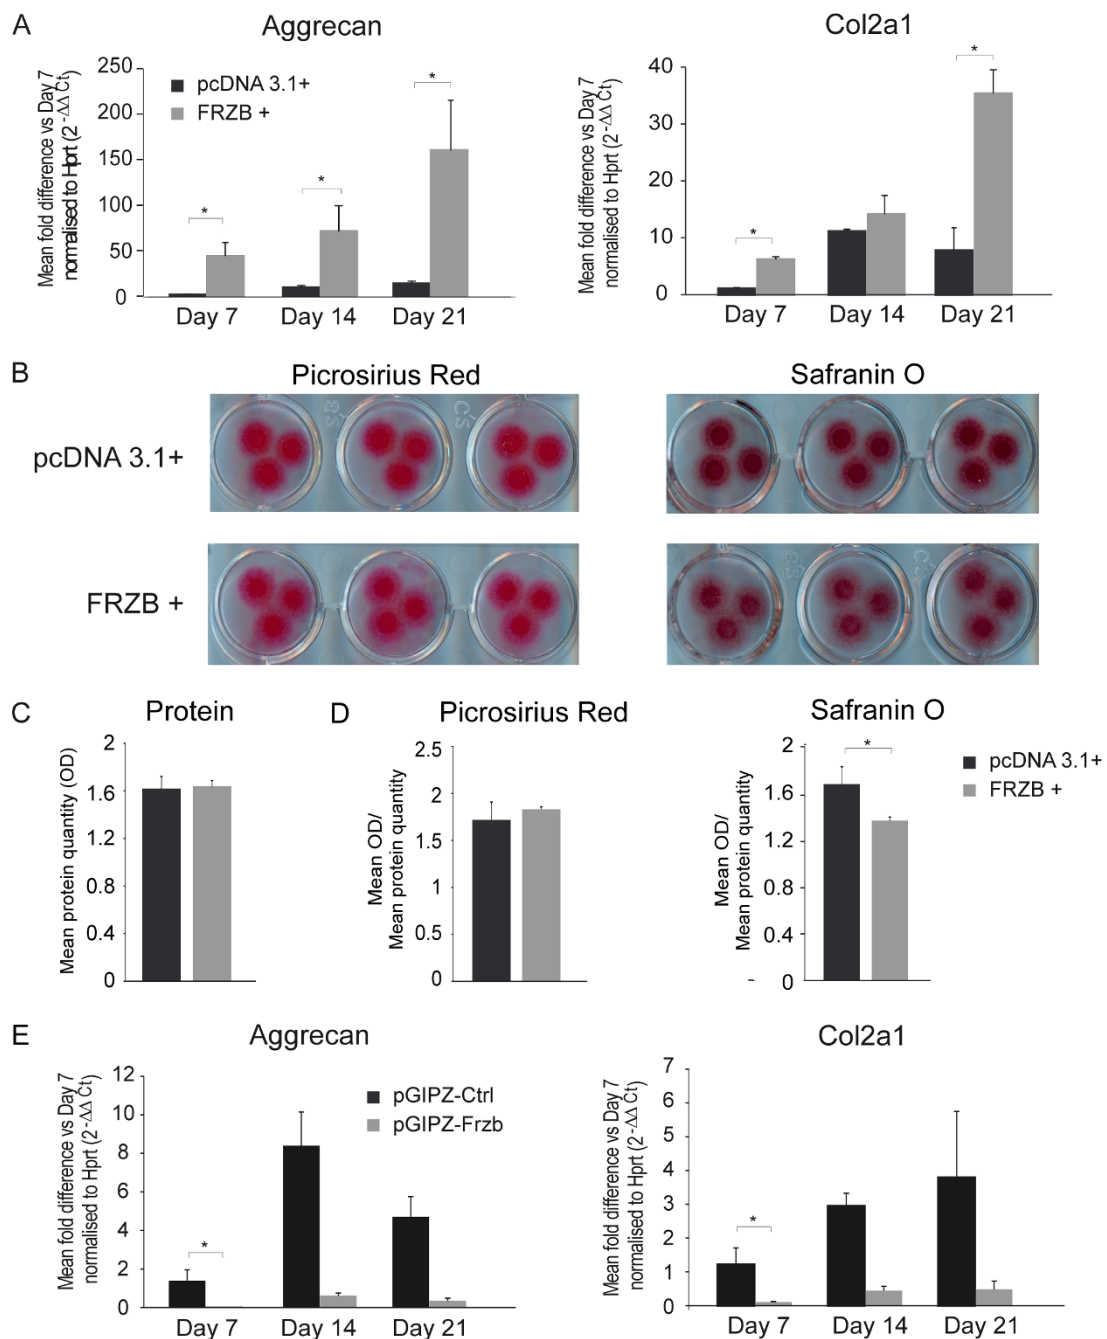 A
Aggrecan
Mean fold difference vs Day 7
normalised to Hprt (2-ΔΔ Ct)
250
200
150
100
50
0
pcDNA 3.1+
FRZB +
*
*
*
Day 7
Day 14
Day 21
Col2a1
Mean fold difference vs Day 7
normalised to Hprt (2-ΔΔ Ct)
40
30
20
10
0
*
*
Day 7
Day 14
Day 21
B
Picrosirius Red
Safranin O
pcDNA 3.1+
FRZB +
C
Protein
Mean protein quantity (OD)
2
1.6
1.2
0.8
0.4
0
D
Picrosirius Red
Mean OD/
Mean protein quantity
2.5
2
1.5
1
0.5
0
Safranin O
Mean OD/
Mean protein quantity
2
1.6
1.2
0.8
0.4
0
*
pcDNA 3.1+
FRZB +
E
Aggrecan
Mean fold difference vs Day 7
normalised to Hprt (2-ΔΔ Ct)
12
10
8
6
4
2
0
pGIPZ-Ctrl
pGIPZ-Frzb
*
Day 7
Day 14
Day 21
Col2a1
Mean fold difference vs Day 7
normalised to Hprt (2-ΔΔ Ct)
7
6
5
4
3
2
1
0
*
Day 7
Day 14
Day 21